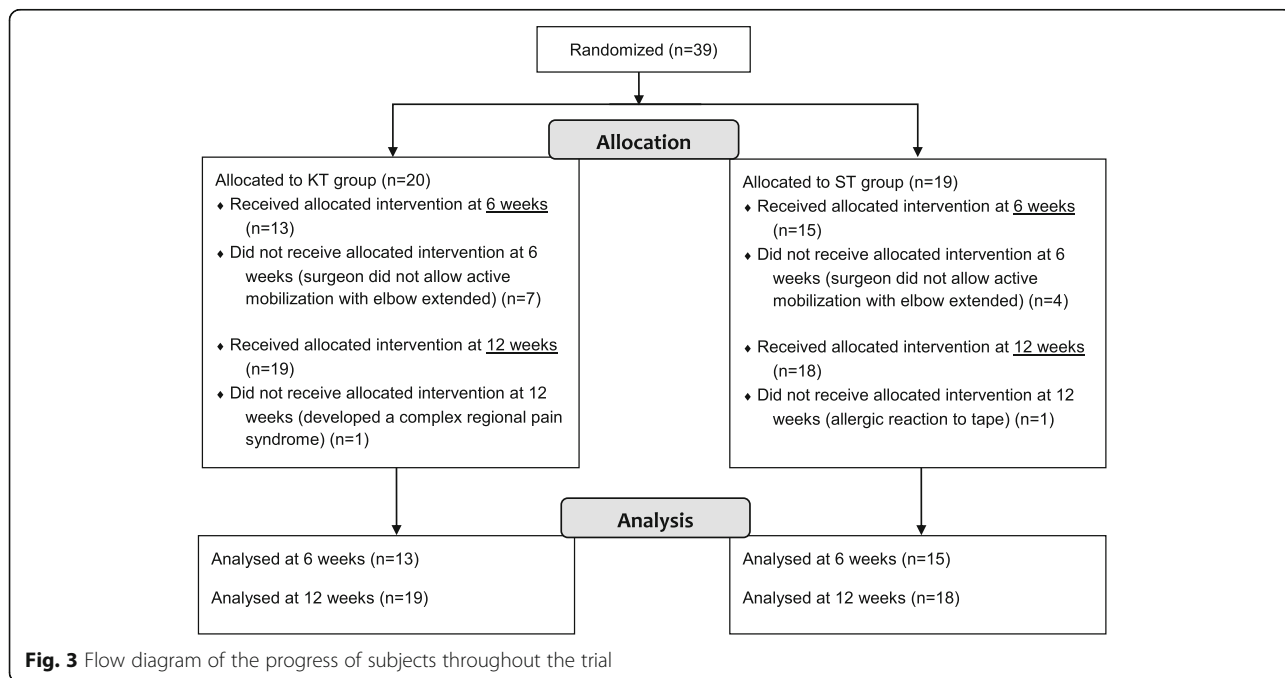 Randomized (n=39)
Allocation
Allocated to KT group (n=20)
♦ Received allocated intervention at 6 weeks
(n=13)
♦ Did not receive allocated intervention at 6
weeks (surgeon did not allow active
mobilization with elbow extended) (n=7)
♦ Received allocated intervention at 12 weeks
(n=19)
♦ Did not receive allocated intervention at 12
weeks (developed a complex regional pain
syndrome) (n=1)
Allocated to ST group (n=19)
♦ Received allocated intervention at 6 weeks
(n=15)
♦ Did not receive allocated intervention at 6
weeks (surgeon did not allow active
mobilization with elbow extended) (n=4)
♦ Received allocated intervention at 12 weeks
(n=18)
♦ Did not receive allocated intervention at 12
weeks (allergic reaction to tape) (n=1)
Analysis
Analysed at 6 weeks (n=13)
Analysed at 12 weeks (n=19)
Analysed at 6 weeks (n=15)
Analysed at 12 weeks (n=18)
Fig. 3 Flow diagram of the progress of subjects throughout the trial